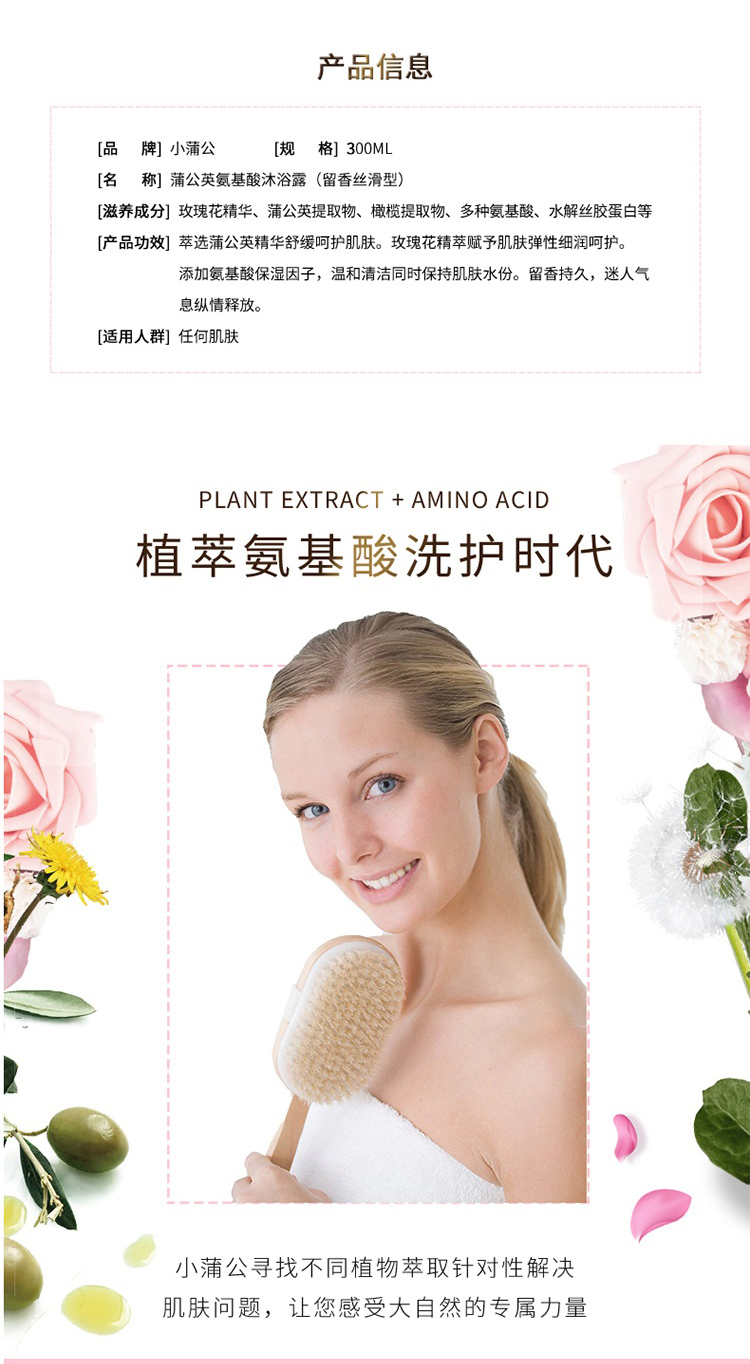 产品信息
[品 牌] 小蒲公 [规 格] 300ML
[名 称] 蒲公英氨基酸沐浴露（留香丝滑型）
[滋养成分] 玫瑰花精华、蒲公英提取物、橄榄提取物、多种氨基酸、水解丝胶蛋白等
[产品功效] 萃选蒲公英精华舒缓呵护肌肤。玫瑰花精萃赋予肌肤弹性细润呵护。
添加氨基酸保湿因子，温和清洁同时保持肌肤水份。留香持久，迷人气
息纵情释放。
[适用人群] 任何肌肤
PLANT EXTRACT + AMINO ACID
植萃氨基酸洗护时代
小蒲公寻找不同植物萃取针对性解决
肌肤问题，让您感受大自然的专属力量